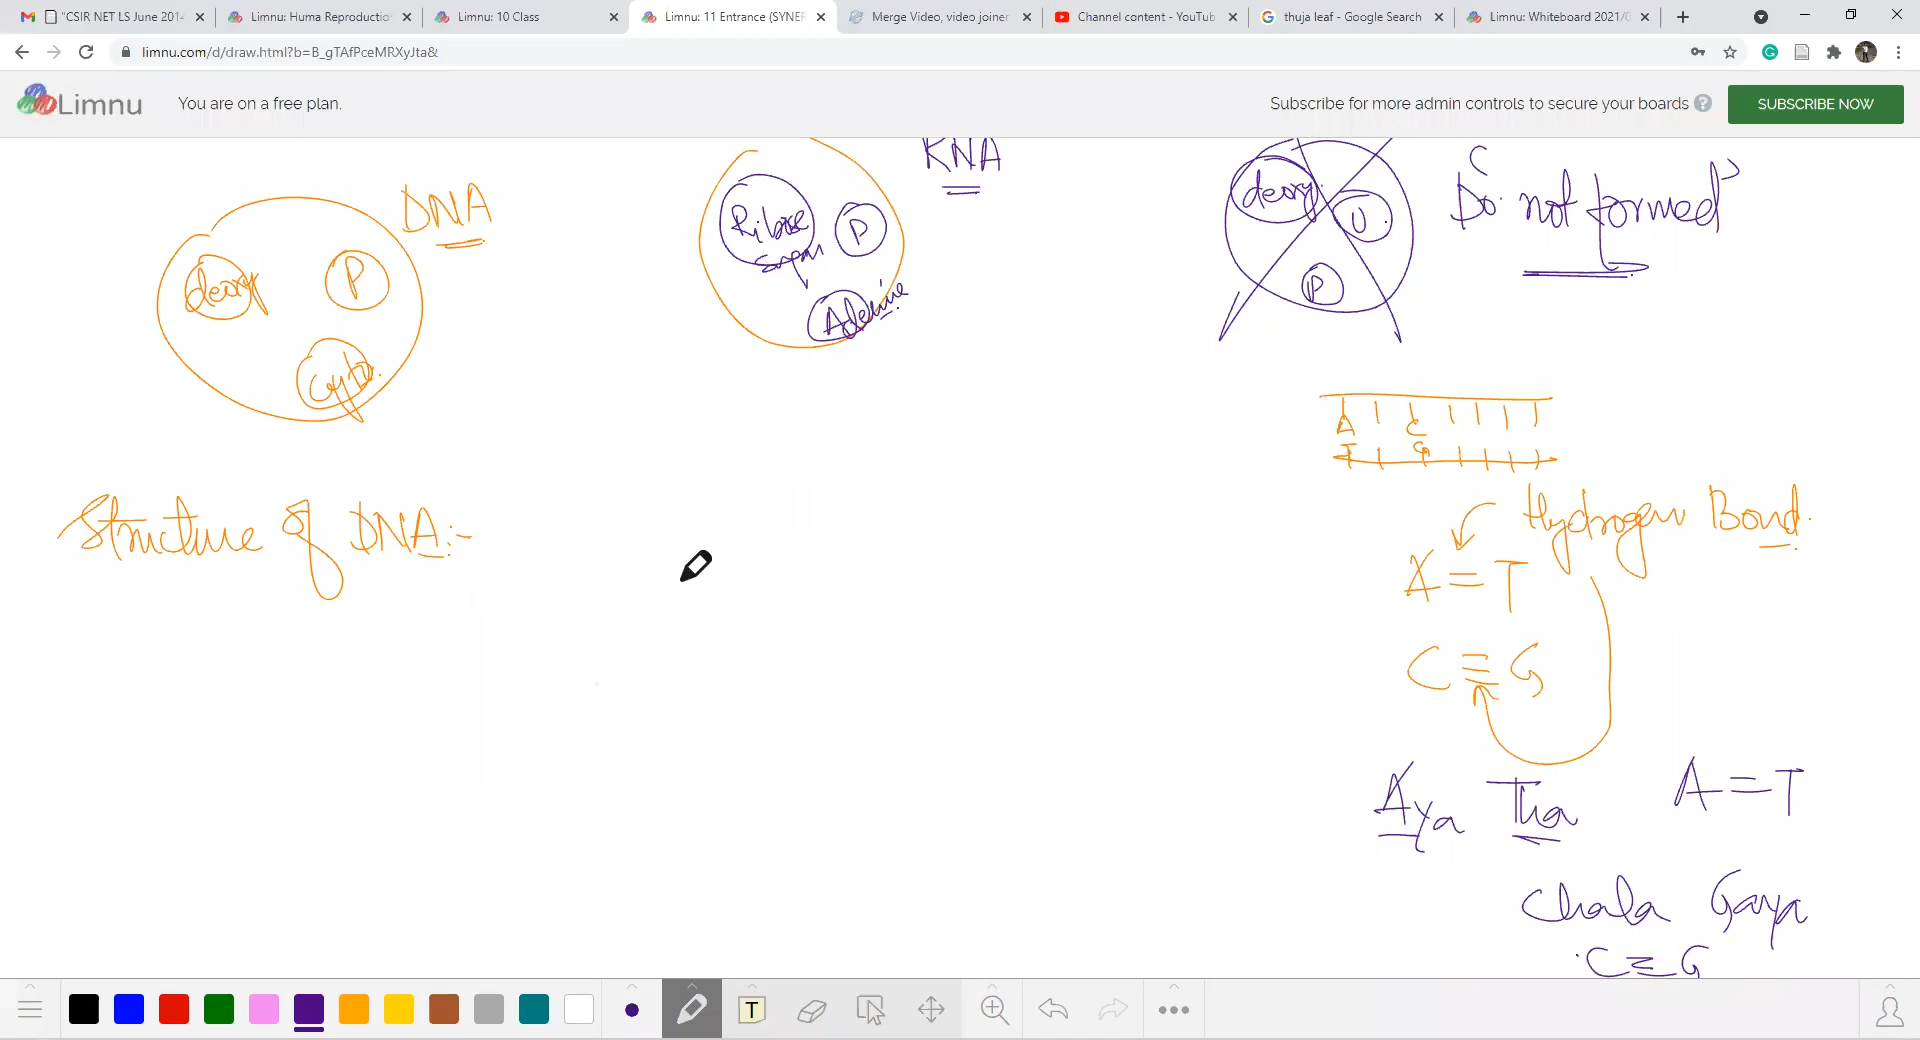 "CSIR NET LS June 2014
Limnu: Huma Reproductio
Limnu: 10 Class
Limnu: 11 Entrance (SYNER
Merge Video, video joiner
Channel content - YouTub
thuja leaf - Google Search
Limnu: Whiteboard 2021/0
limnu.com/d/draw.html?b=B_gTAfPceMRXyJta&
Limnu
You are on a free plan.
Subscribe for more admin controls to secure your boards ?
SUBSCRIBE NOW
DNA
deoxy
P
Cyto.
RNA
Ribose
Sugar
P
Adenine
deoxy
U
P
"Do not formed"
A C
T G
Structure of DNA:-
Hydrogen Bond.
A = T
C ≡ G
Aya Tha
A = T
Chala Gaya
C ≡ G
T